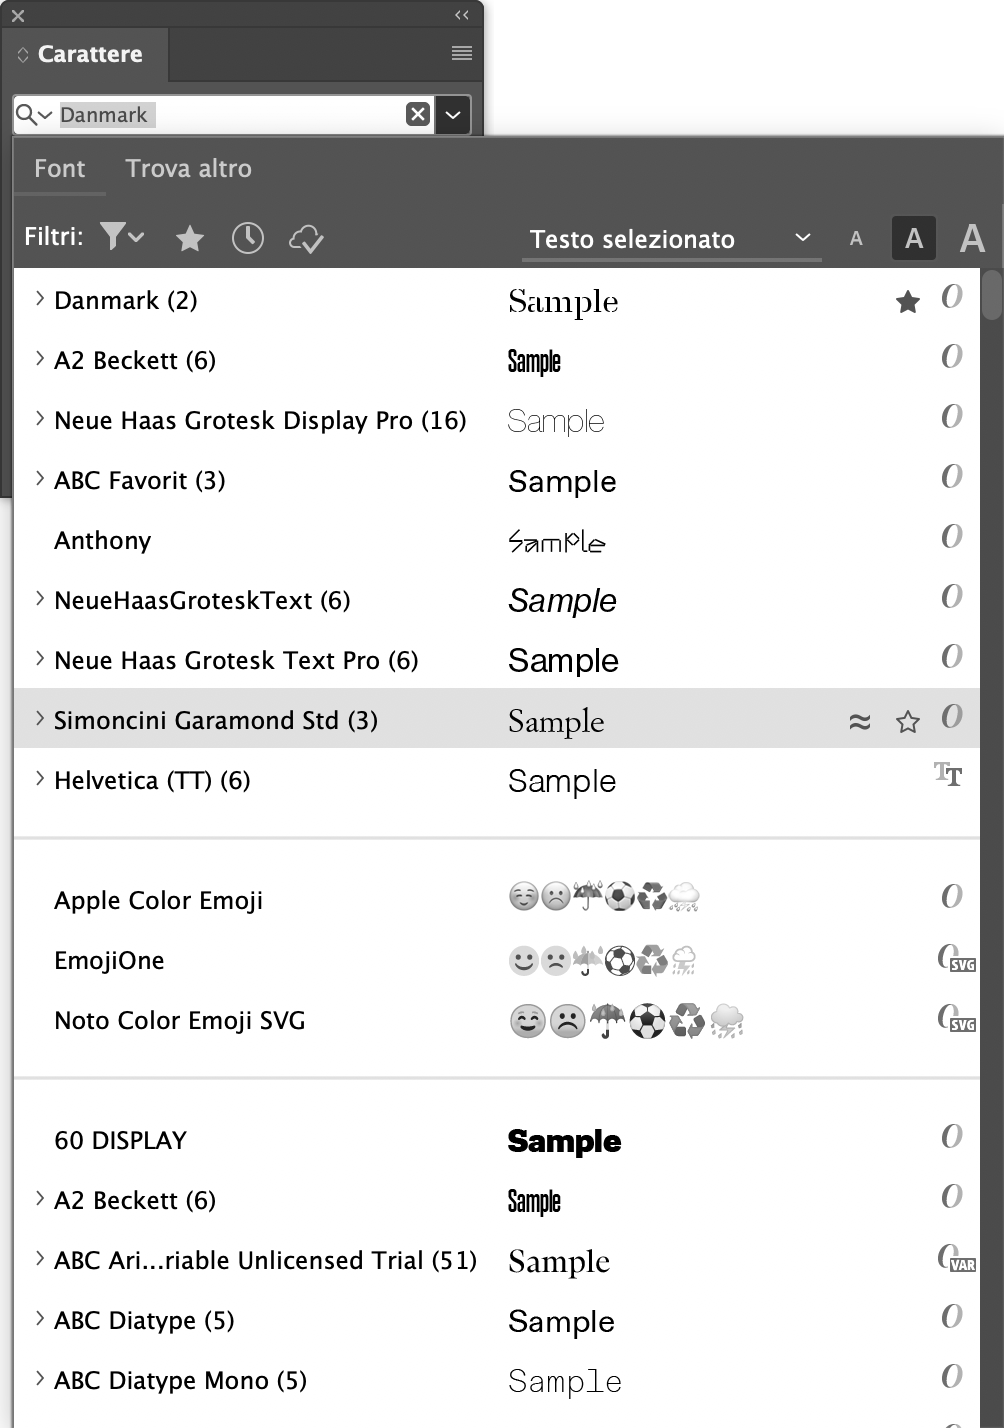 Carattere
Danmark
Font Trova altro
Filtri: Testo selezionato A A A
Danmark (2) Sample O
A2 Beckett (6) Sample O
Neue Haas Grotesk Display Pro (16) Sample O
ABC Favorit (3) Sample O
Anthony Sample O
NeueHaasGroteskText (6) Sample O
Neue Haas Grotesk Text Pro (6) Sample O
Simoncini Garamond Std (3) Sample O
Helvetica (TT) (6) Sample TT
Apple Color Emoji O
EmojiOne O SVG
Noto Color Emoji SVG O SVG
60 DISPLAY Sample O
A2 Beckett (6) Sample O
ABC Ari...riable Unlicensed Trial (51) Sample O VAR
ABC Diatype (5) Sample O
ABC Diatype Mono (5) Sample O